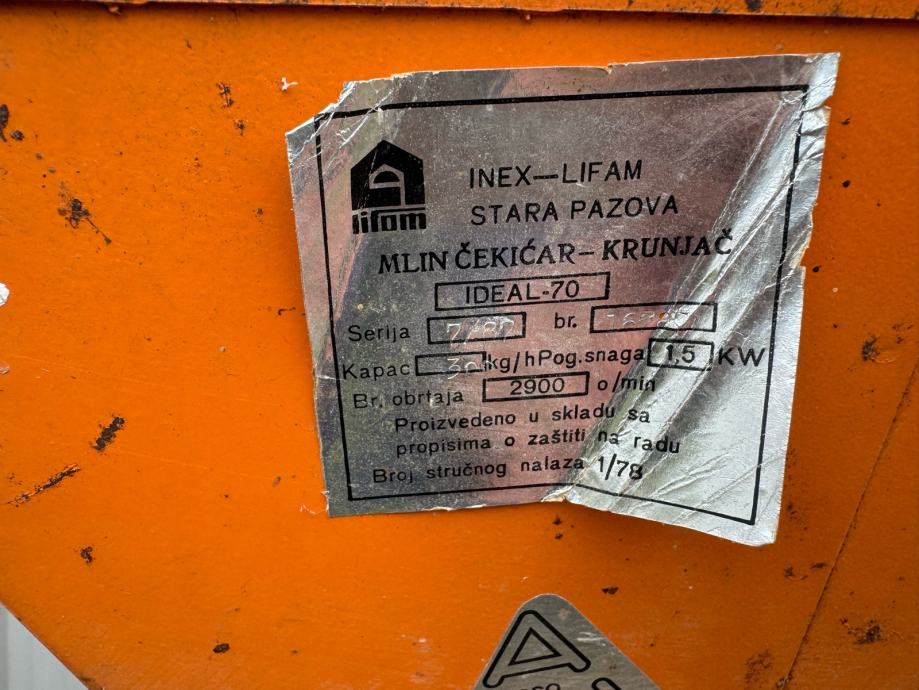 lifam
INEX—LIFAM
STARA PAZOVA
MLIN ČEKIĆAR – KRUNJAČ
IDEAL-70
Serija br.
Kapac kg/h Pog.snaga 1,5 KW
Br. obrtaja 2900 o/min
Proizvedeno u skladu sa
propisima o zaštiti na radu
Broj stručnog nalaza 1/78